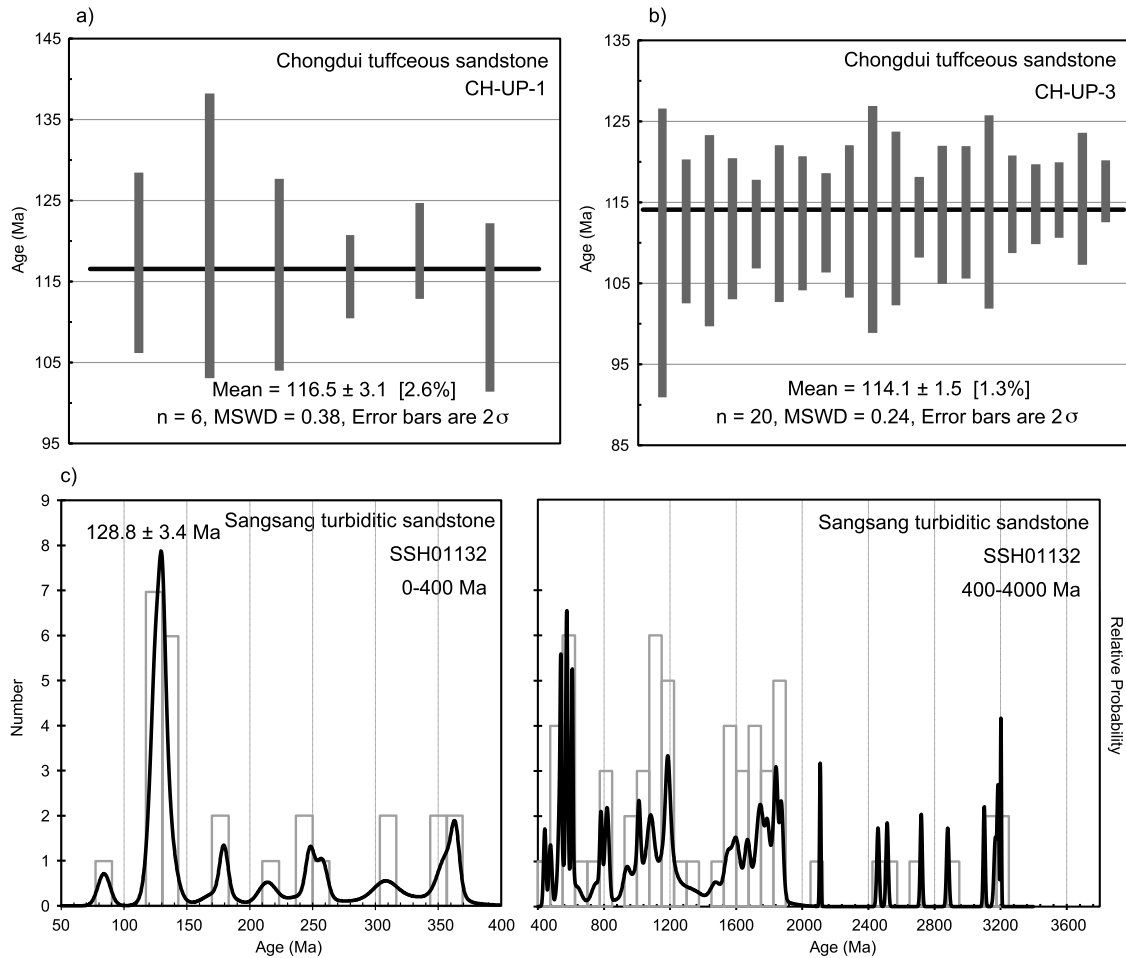 a)
145
135
125
115
105
95
Age (Ma)
Chongdui tuffceous sandstone
CH-UP-1
Mean = 116.5 ± 3.1 [2.6%]
n = 6, MSWD = 0.38, Error bars are 2σ
b)
135
125
115
105
95
85
Age (Ma)
Chongdui tuffceous sandstone
CH-UP-3
Mean = 114.1 ± 1.5 [1.3%]
n = 20, MSWD = 0.24, Error bars are 2σ
c)
9
8
7
6
5
4
3
2
1
0
Number
128.8 ± 3.4 Ma
Sangsang turbiditic sandstone
SSH01132
0-400 Ma
50 100 150 200 250 300 350 400
Age (Ma)
Sangsang turbiditic sandstone
SSH01132
400-4000 Ma
Relative Probability
400 800 1200 1600 2000 2400 2800 3200 3600
Age (Ma)